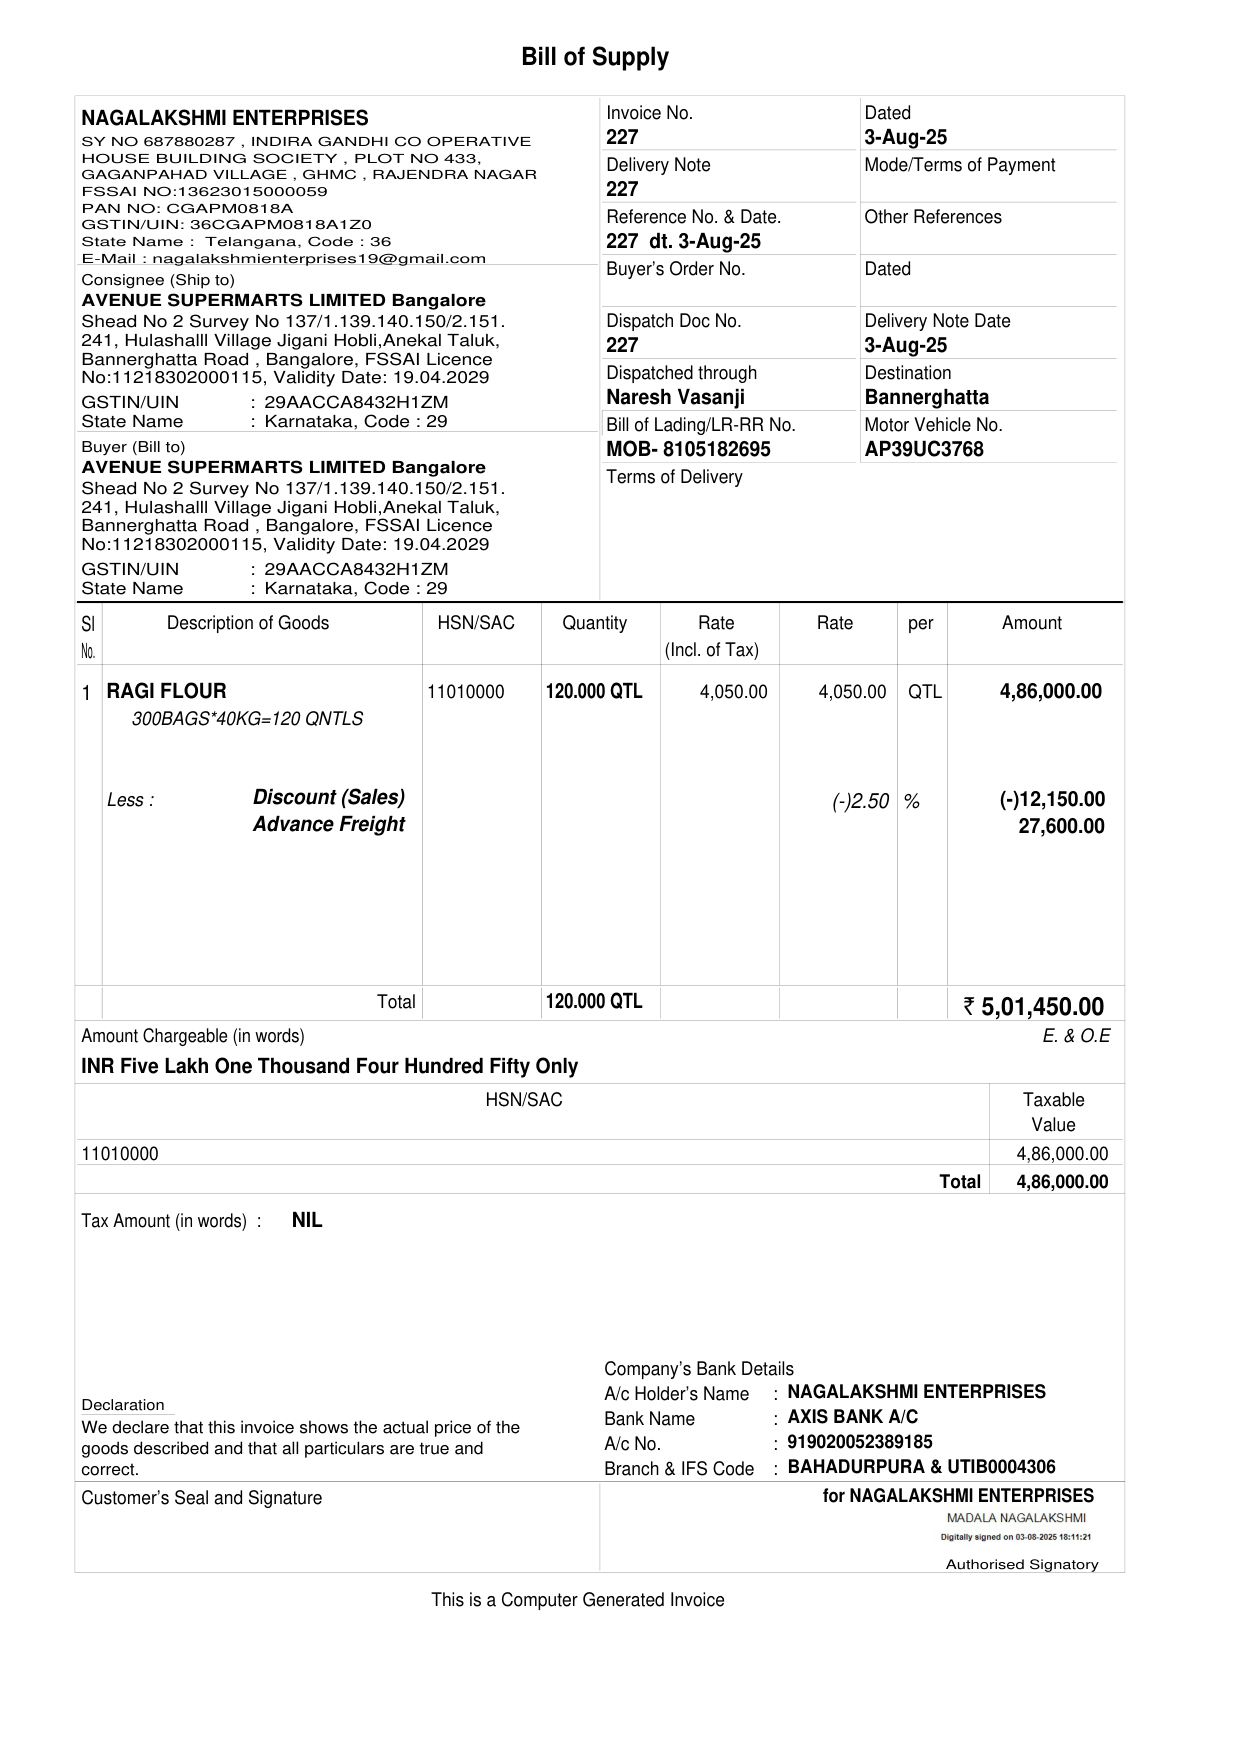 Bill of Supply
NAGALAKSHMI ENTERPRISES
SY NO 687880287 , INDIRA GANDHI CO OPERATIVE
HOUSE BUILDING SOCIETY , PLOT NO 433,
GAGANPAHAD VILLAGE , GHMC , RAJENDRA NAGAR
FSSAI NO:13623015000059
PAN NO: CGAPM0818A
GSTIN/UIN: 36CGAPM0818A1Z0
State Name : Telangana, Code : 36
E-Mail : nagalakshmienterprises19@gmail.com
Consignee (Ship to)
AVENUE SUPERMARTS LIMITED Bangalore
Shead No 2 Survey No 137/1.139.140.150/2.151.
241, Hulashalll Village Jigani Hobli,Anekal Taluk,
Bannerghatta Road , Bangalore, FSSAI Licence
No:11218302000115, Validity Date: 19.04.2029
GSTIN/UIN : 29AACCA8432H1ZM
State Name : Karnataka, Code : 29
Buyer (Bill to)
AVENUE SUPERMARTS LIMITED Bangalore
Shead No 2 Survey No 137/1.139.140.150/2.151.
241, Hulashalll Village Jigani Hobli,Anekal Taluk,
Bannerghatta Road , Bangalore, FSSAI Licence
No:11218302000115, Validity Date: 19.04.2029
GSTIN/UIN : 29AACCA8432H1ZM
State Name : Karnataka, Code : 29
Invoice No. Dated
227 3-Aug-25
Delivery Note Mode/Terms of Payment
227
Reference No. & Date. Other References
227 dt. 3-Aug-25
Buyer's Order No. Dated
Dispatch Doc No. Delivery Note Date
227 3-Aug-25
Dispatched through Destination
Naresh Vasanji Bannerghatta
Bill of Lading/LR-RR No. Motor Vehicle No.
MOB- 8105182695 AP39UC3768
Terms of Delivery
Sl Description of Goods HSN/SAC Quantity Rate Rate per Amount
No. (Incl. of Tax)
1 RAGI FLOUR 11010000 120.000 QTL 4,050.00 4,050.00 QTL 4,86,000.00
300BAGS*40KG=120 QNTLS
Less : Discount (Sales) (-)2.50 % (-)12,150.00
Advance Freight 27,600.00
Total 120.000 QTL ₹ 5,01,450.00
Amount Chargeable (in words) E. & O.E
INR Five Lakh One Thousand Four Hundred Fifty Only
HSN/SAC Taxable
Value
11010000 4,86,000.00
Total 4,86,000.00
Tax Amount (in words) : NIL
Company's Bank Details
A/c Holder's Name : NAGALAKSHMI ENTERPRISES
Bank Name : AXIS BANK A/C
A/c No. : 919020052389185
Branch & IFS Code : BAHADURPURA & UTIB0004306
Declaration
We declare that this invoice shows the actual price of the
goods described and that all particulars are true and
correct.
Customer's Seal and Signature
for NAGALAKSHMI ENTERPRISES
MADALA NAGALAKSHMI
Digitally signed on 03-08-2025 18:11:21
Authorised Signatory
This is a Computer Generated Invoice